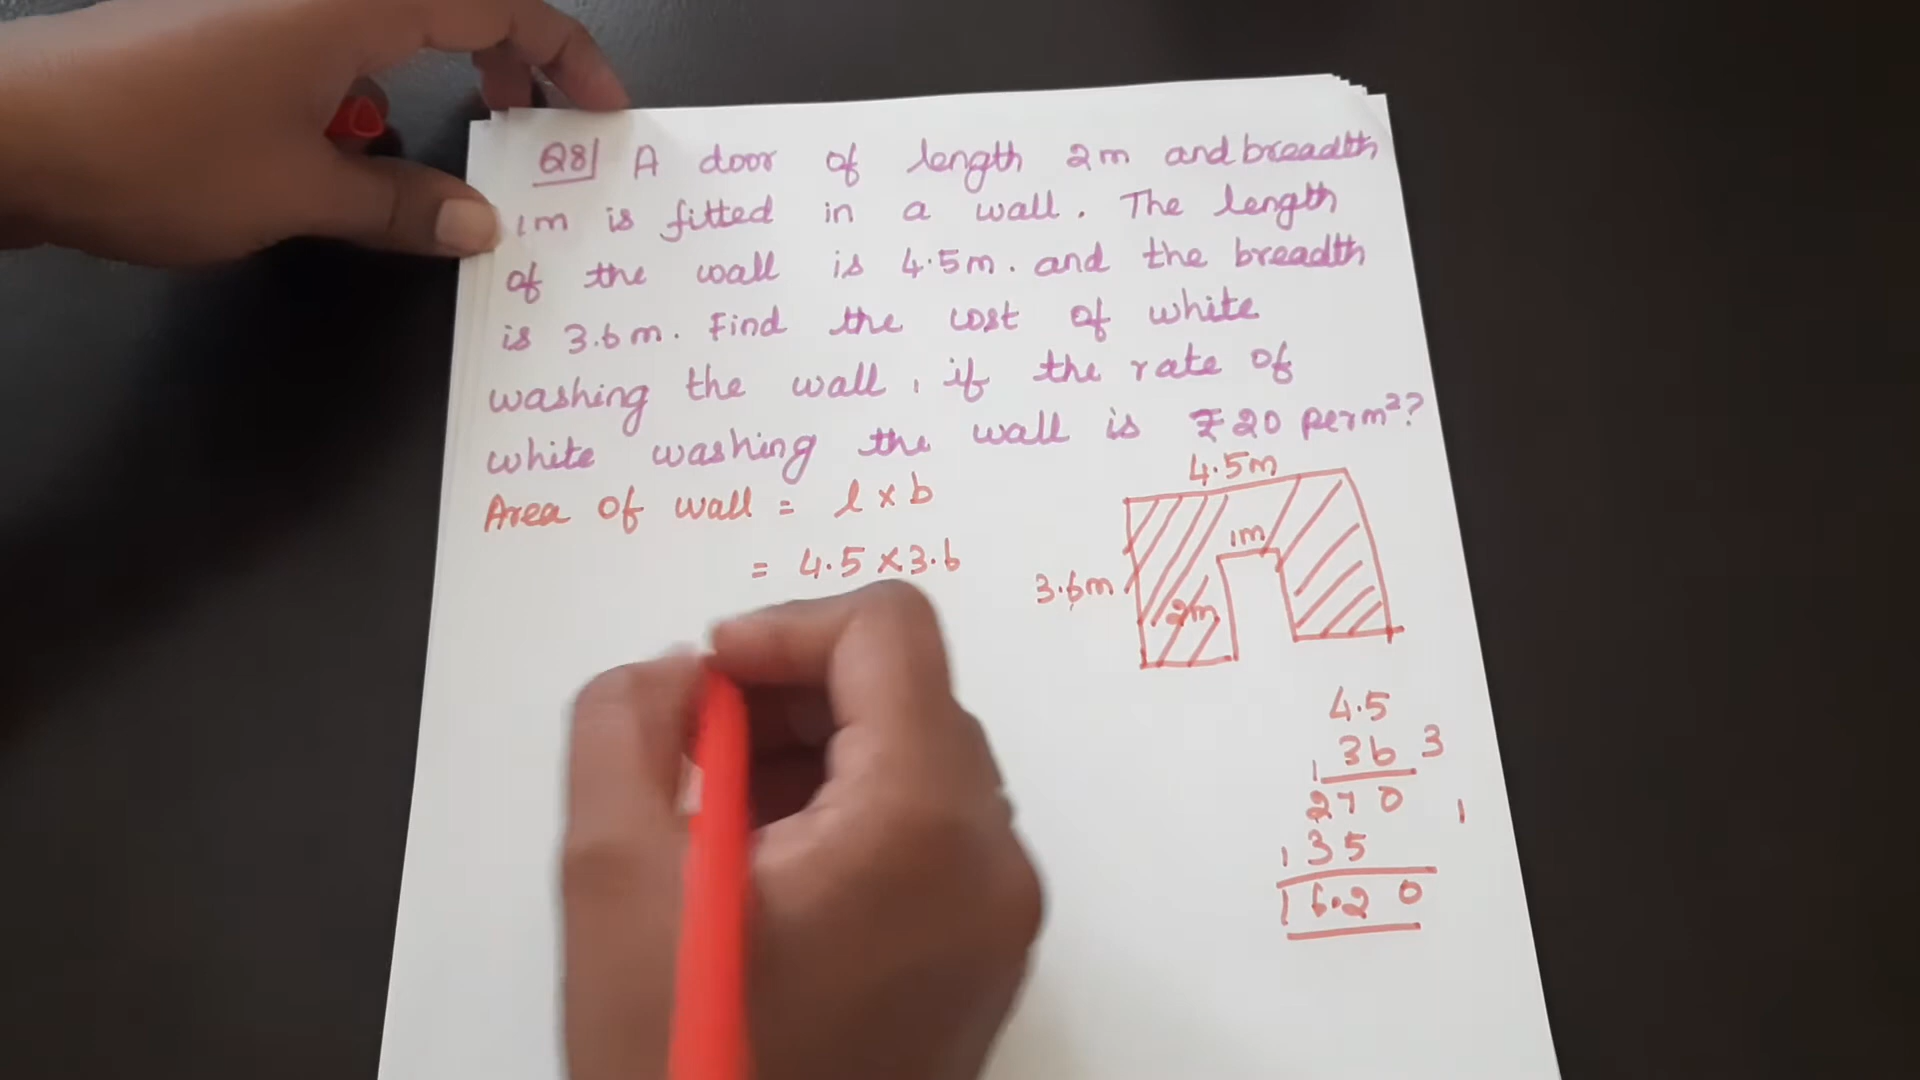 Q8| A door of length 2m and breadth
1m is fitted in a wall. The length
of the wall is 4.5m. and the breadth
is 3.6m. Find the cost of white
washing the wall, if the rate of
white washing the wall is ₹20 per m²?
Area of wall = l × b
= 4.5 × 3.6
4.5m
1m
3.6m
2m
4.5
1 36 3
270 1
135
16.20